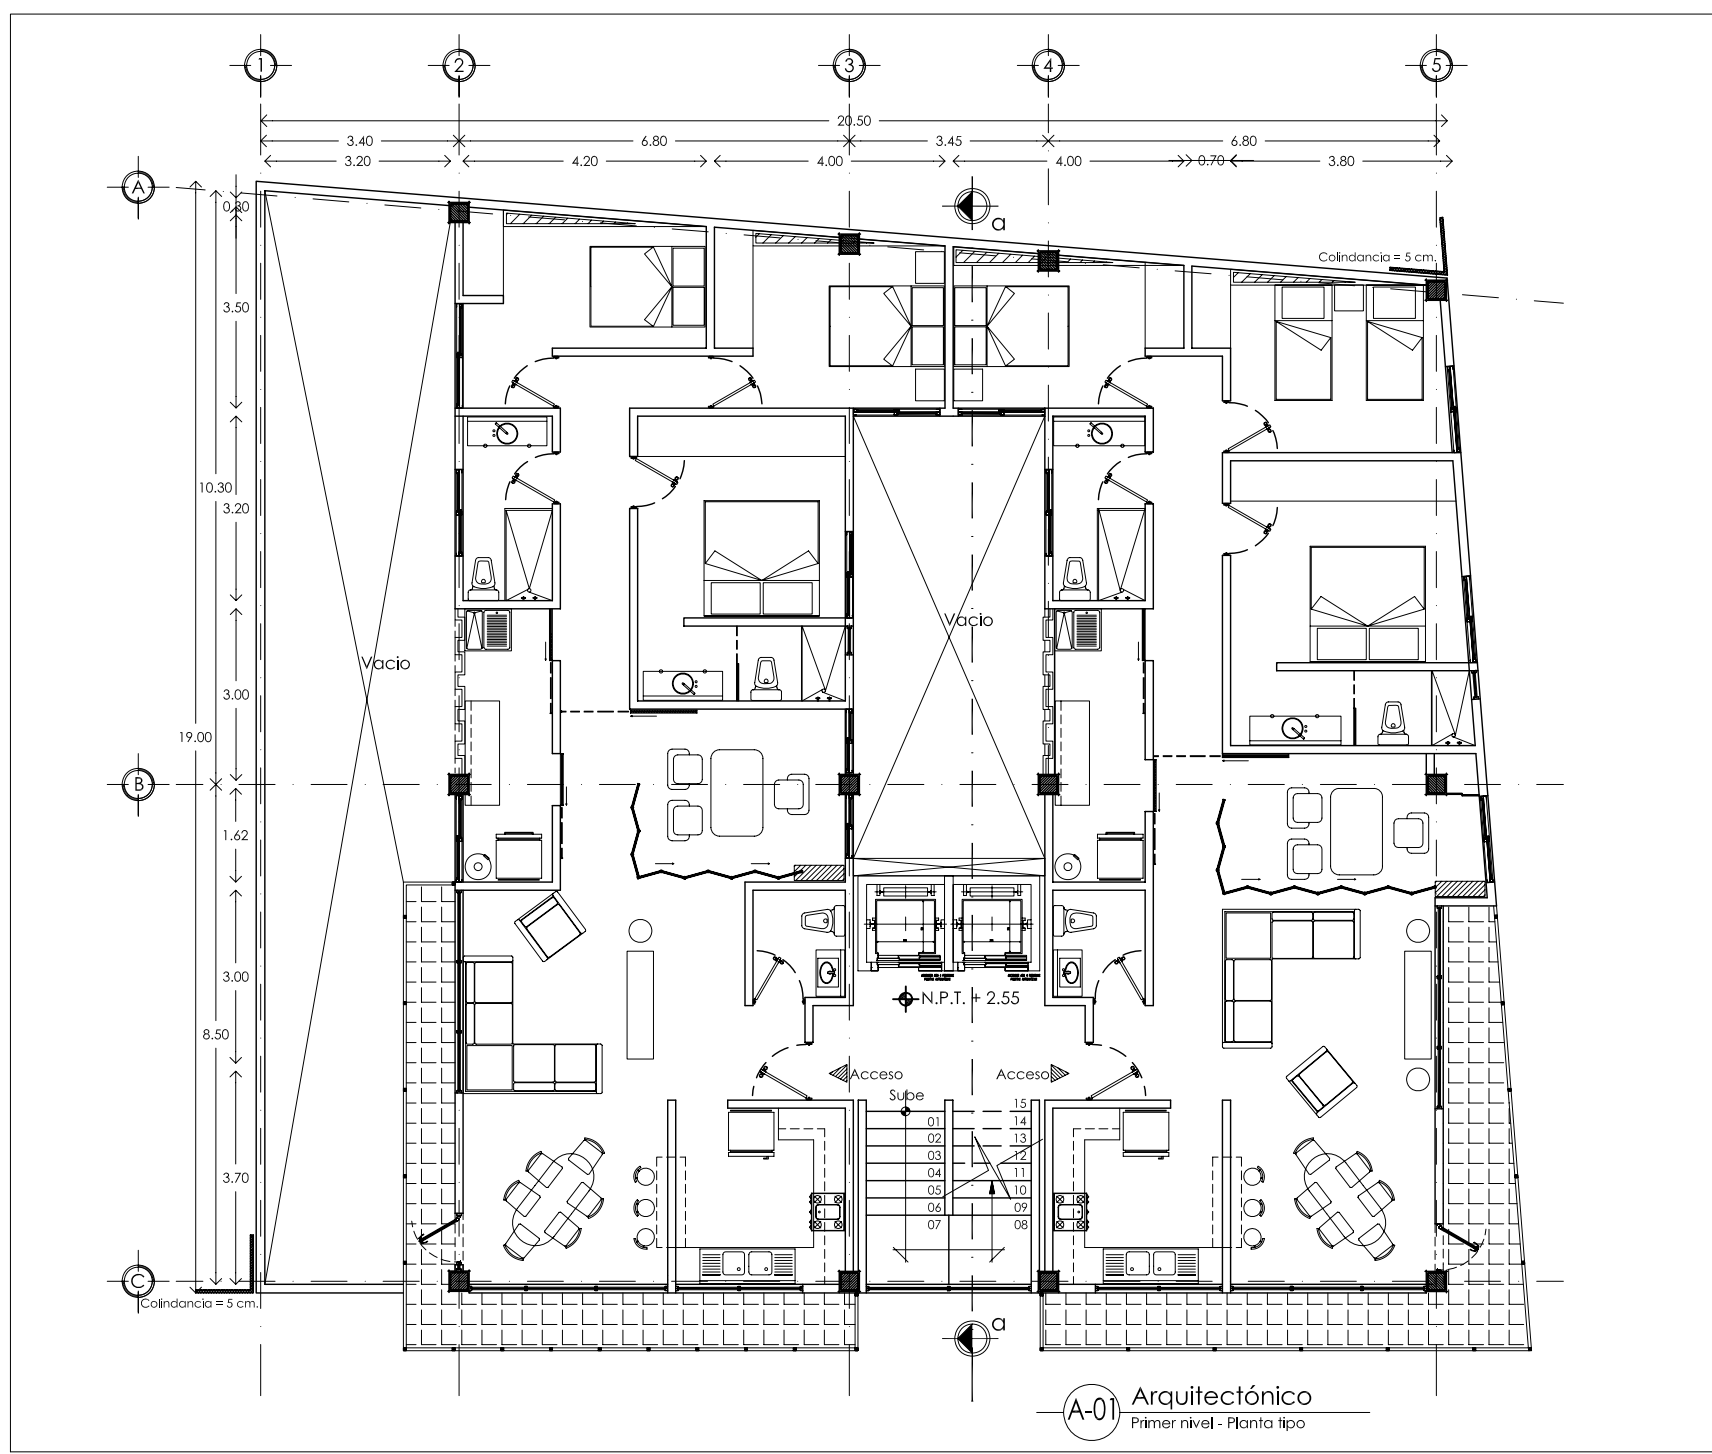 1 2 3 4 5
20.50
3.40 6.80 3.45 6.80
3.20 4.20 4.00 4.00 0.70 3.80
A
0.30
a
Colindancia = 5 cm.
3.50
10.30
3.20
Vacio
Vacio
3.00
19.00
B
1.62
3.00
N.P.T. + 2.55
8.50
Acceso
Acceso
Sube
15
01 14
02 13
03 12
04 11
05 10
06 09
07 08
3.70
C
Colindancia = 5 cm.
a
A-01
Arquitectónico
Primer nivel - Planta tipo